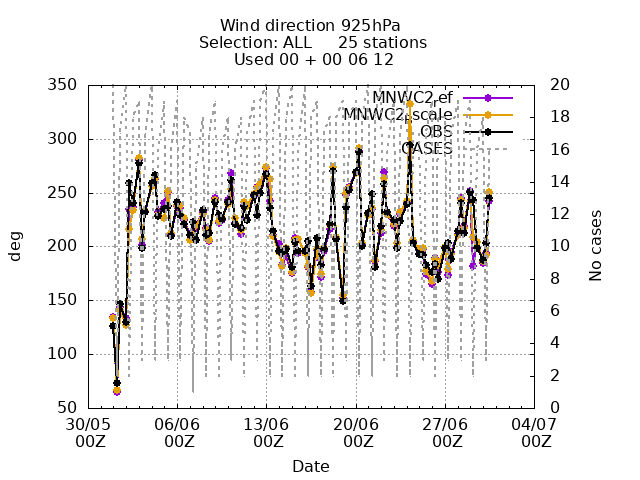 Wind direction 925hPa
Selection: ALL 25 stations
Used 00 + 00 06 12
350
300
250
200
150
100
50
deg
20
18
16
14
12
10
8
6
4
2
0
No cases
MNWC2ref
MNWC2rscale
OBS
CASES
30/05 06/06 13/06 20/06 27/06 04/07
00Z 00Z 00Z 00Z 00Z 00Z
Date